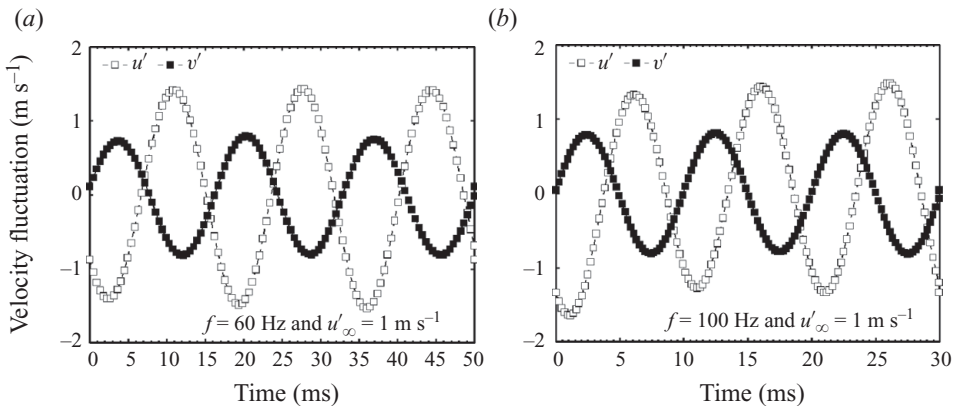 (a)
(b)
Velocity fluctuation (m s⁻¹)
2
1
0
−1
−2
u′ v′
f = 60 Hz and u′∞ = 1 m s⁻¹
0 5 10 15 20 25 30 35 40 45 50
Time (ms)
2
1
0
−1
−2
u′ v′
f = 100 Hz and u′∞ = 1 m s⁻¹
0 5 10 15 20 25 30
Time (ms)